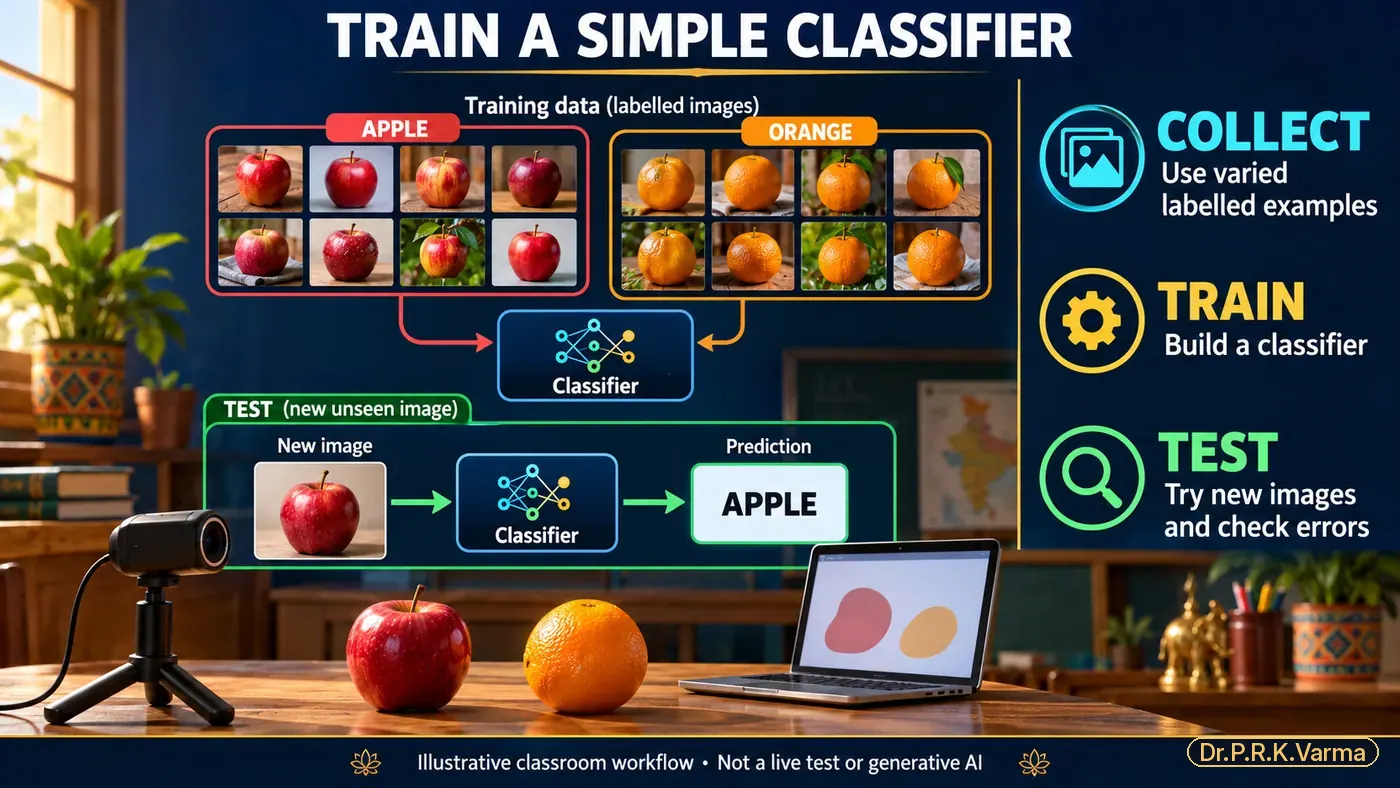 TRAIN A SIMPLE CLASSIFIER
Training data (labelled images)
APPLE
ORANGE
Classifier
TEST (new unseen image)
New image
Prediction
Classifier
APPLE
COLLECT
Use varied
labelled examples
TRAIN
Build a classifier
TEST
Try new images
and check errors
Illustrative classroom workflow • Not a live test or generative AI
Dr.P.R.K.Varma